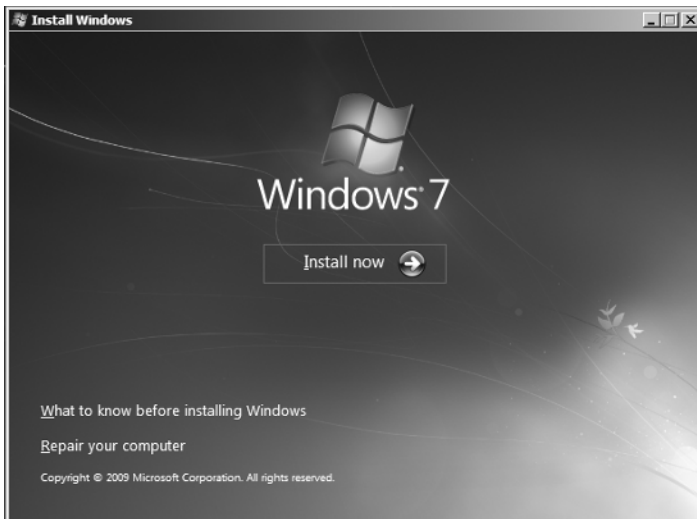 Install Windows
Windows 7
Install now
What to know before installing Windows
Repair your computer
Copyright © 2009 Microsoft Corporation. All rights reserved.